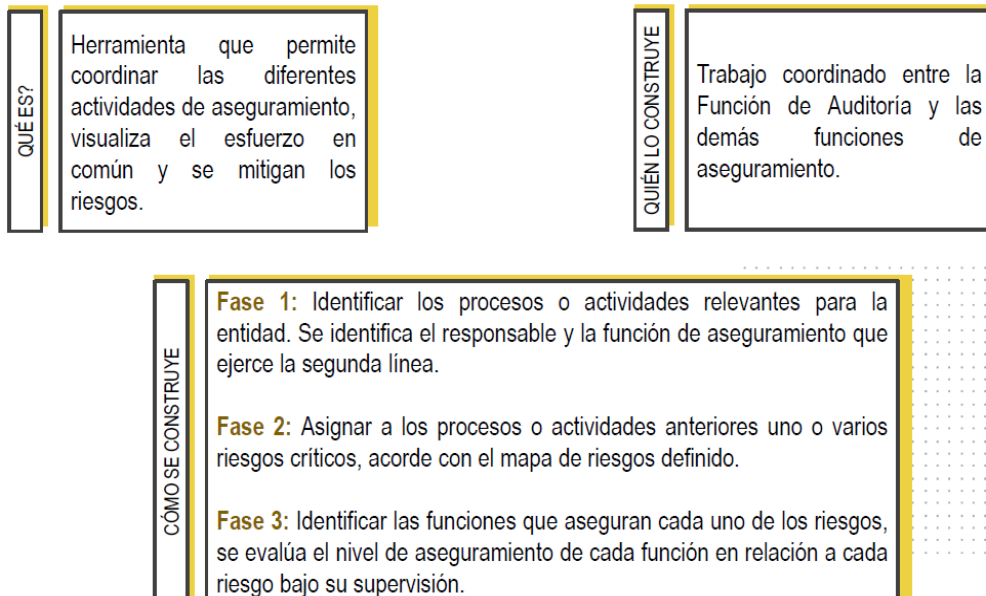 QUÉ ES?
Herramienta que permite
coordinar las diferentes
actividades de aseguramiento,
visualiza el esfuerzo en
común y se mitigan los
riesgos.
QUIÉN LO CONSTRUYE
Trabajo coordinado entre la
Función de Auditoría y las
demás funciones de
aseguramiento.
CÓMO SE CONSTRUYE
Fase 1: Identificar los procesos o actividades relevantes para la
entidad. Se identifica el responsable y la función de aseguramiento que
ejerce la segunda línea.
Fase 2: Asignar a los procesos o actividades anteriores uno o varios
riesgos críticos, acorde con el mapa de riesgos definido.
Fase 3: Identificar las funciones que aseguran cada uno de los riesgos,
se evalúa el nivel de aseguramiento de cada función en relación a cada
riesgo bajo su supervisión.